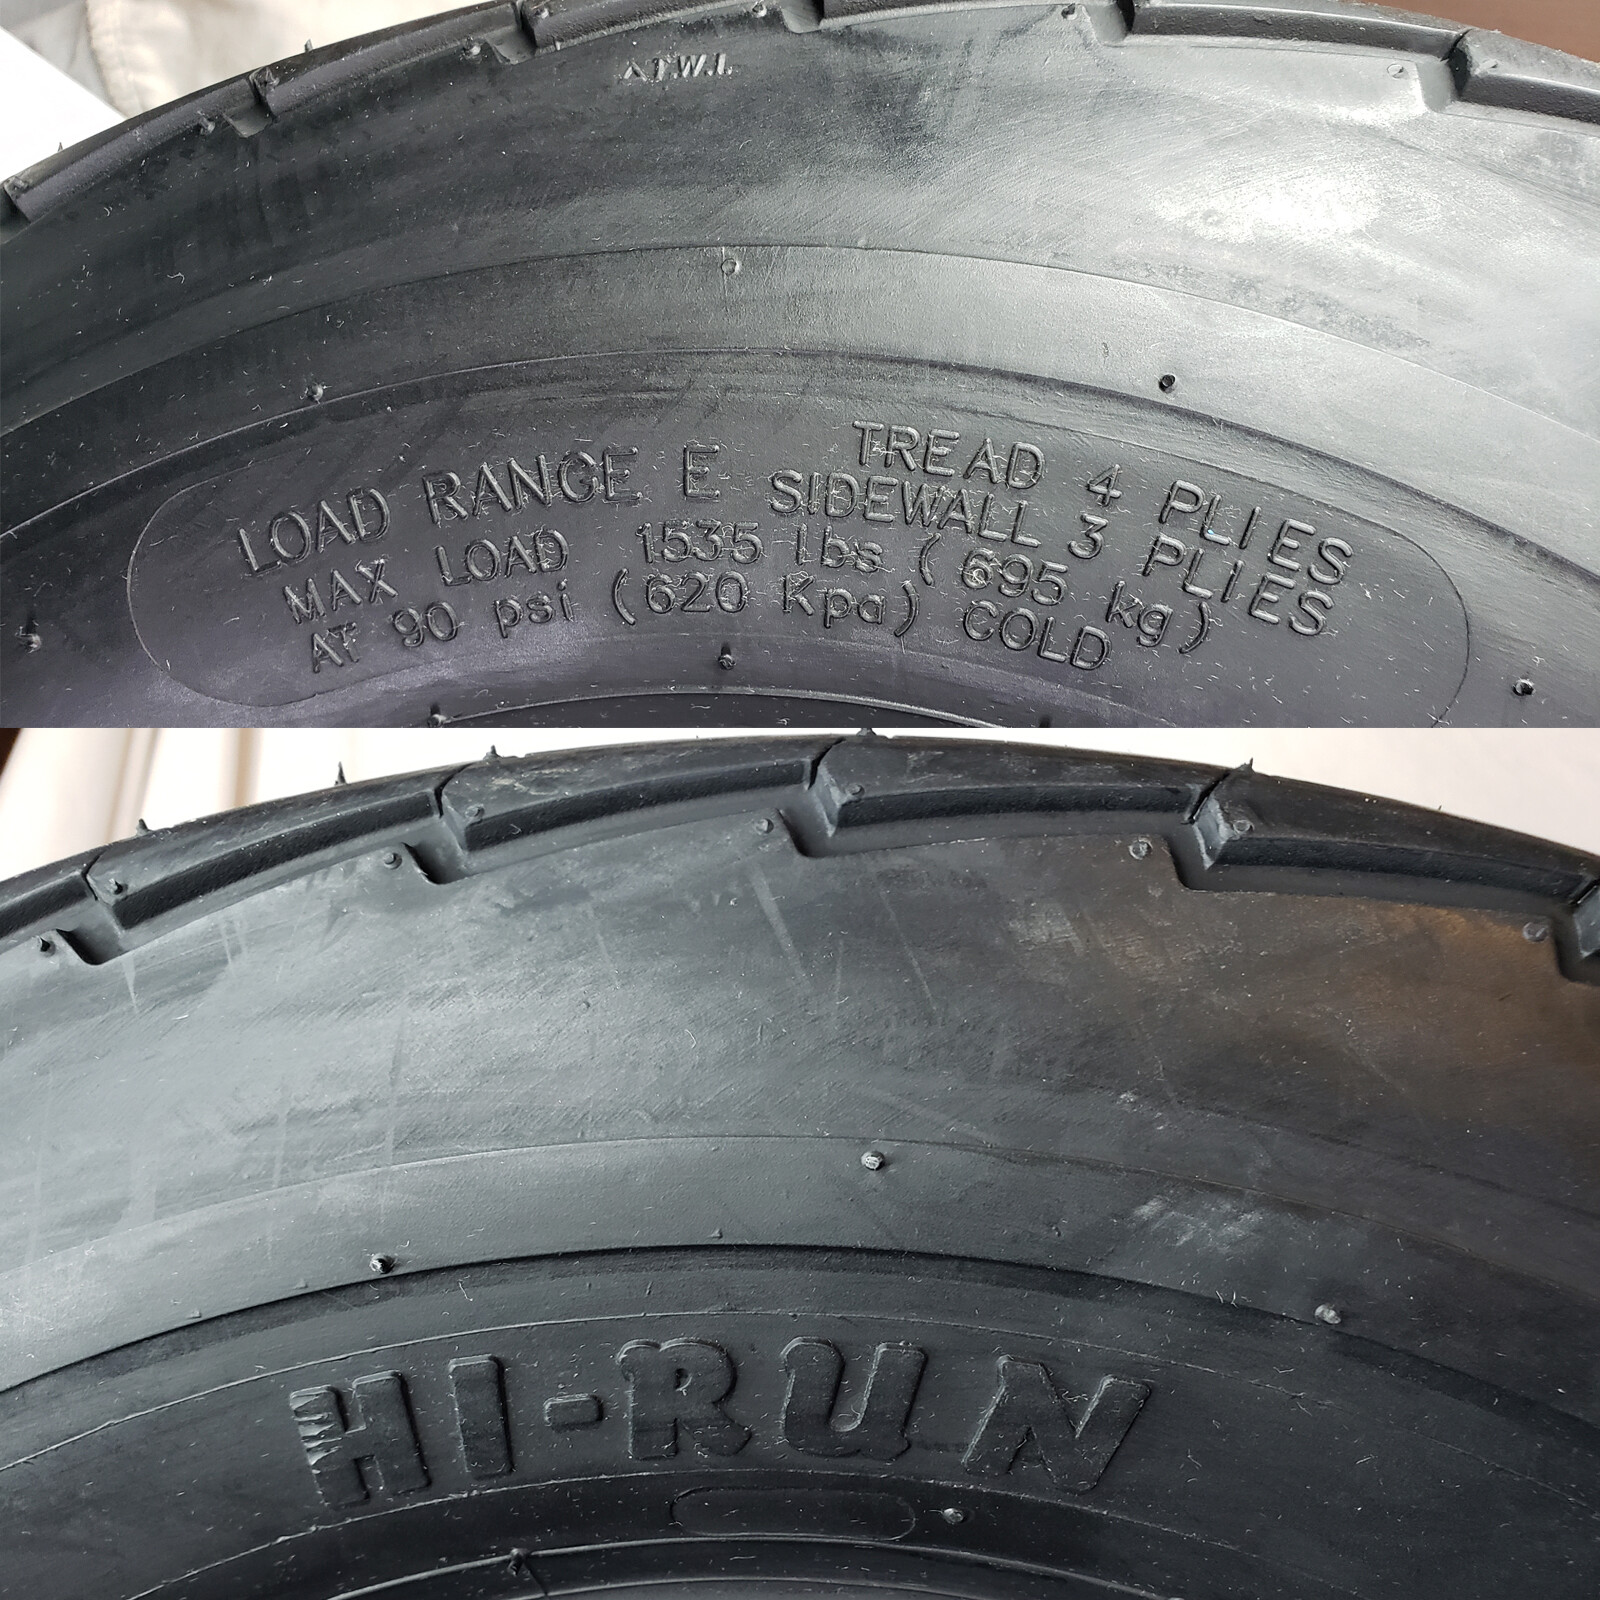 T.W.I.
LOAD RANGE E
TREAD 4 PLIES
SIDEWALL 3 PLIES
MAX LOAD 1535 lbs (695 kg)
AT 90 psi (620 Kpa) COLD
HI-RUN